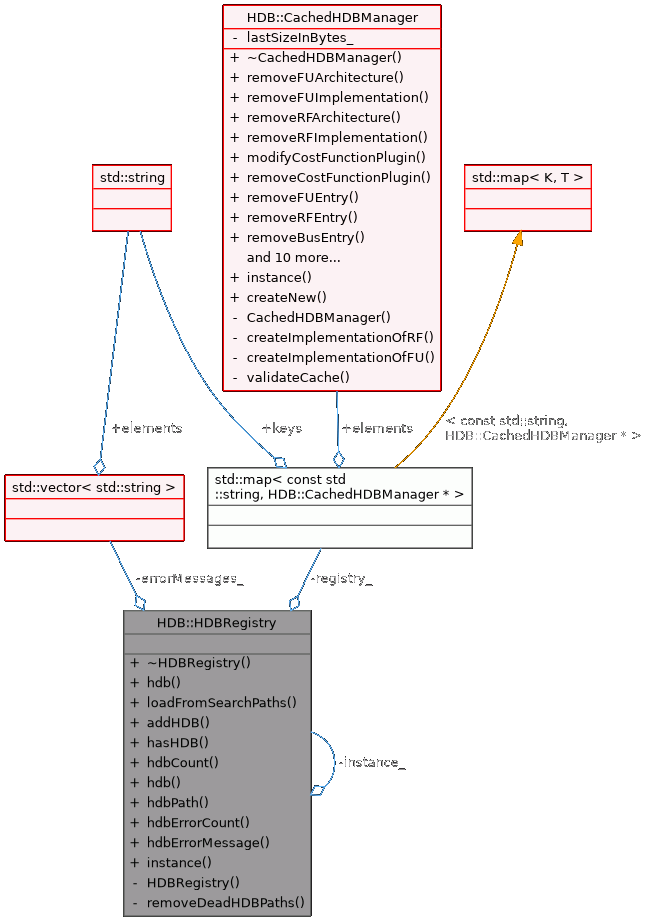 HDB::CachedHDBManager
- lastSizeInBytes_
+ ~CachedHDBManager()
+ removeFUArchitecture()
+ removeFUImplementation()
+ removeRFArchitecture()
+ removeRFImplementation()
+ modifyCostFunctionPlugin()
+ removeCostFunctionPlugin()
+ removeFUEntry()
+ removeRFEntry()
+ removeBusEntry()
and 10 more...
+ instance()
+ createNew()
- CachedHDBManager()
- createImplementationOfRF()
- createImplementationOfFU()
- validateCache()
std::string
std::map< K, T >
+elements
+keys
+elements
< const std::string,
HDB::CachedHDBManager * >
std::vector< std::string >
std::map< const std
::string, HDB::CachedHDBManager * >
-errorMessages_
-registry_
HDB::HDBRegistry
+ ~HDBRegistry()
+ hdb()
+ loadFromSearchPaths()
+ addHDB()
+ hasHDB()
+ hdbCount()
+ hdb()
+ hdbPath()
+ hdbErrorCount()
+ hdbErrorMessage()
+ instance()
- HDBRegistry()
- removeDeadHDBPaths()
-instance_